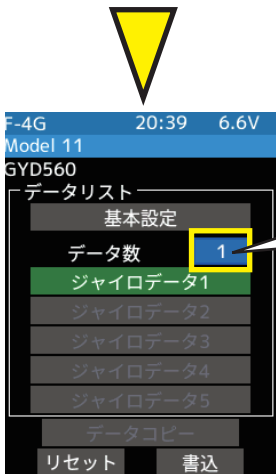 F-4G 20:39 6.6V
Model 11
GYD560
データリスト
基本設定
データ数 1
ジャイロデータ1
ジャイロデータ2
ジャイロデータ3
ジャイロデータ4
ジャイロデータ5
データコピー
リセット 書込